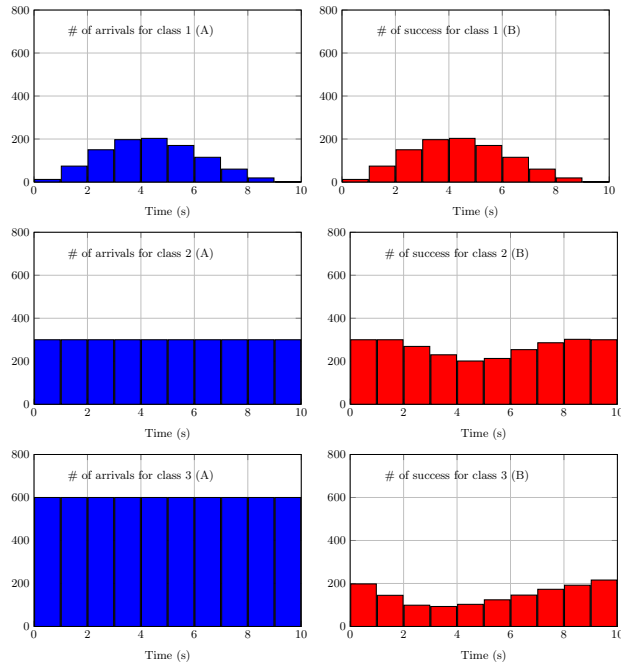 # of arrivals for class 1 (A)
800
600
400
200
0
0 2 4 6 8 10
Time (s)
# of success for class 1 (B)
800
600
400
200
0
0 2 4 6 8 10
Time (s)
# of arrivals for class 2 (A)
800
600
400
200
0
0 2 4 6 8 10
Time (s)
# of success for class 2 (B)
800
600
400
200
0
0 2 4 6 8 10
Time (s)
# of arrivals for class 3 (A)
800
600
400
200
0
0 2 4 6 8 10
Time (s)
# of success for class 3 (B)
800
600
400
200
0
0 2 4 6 8 10
Time (s)